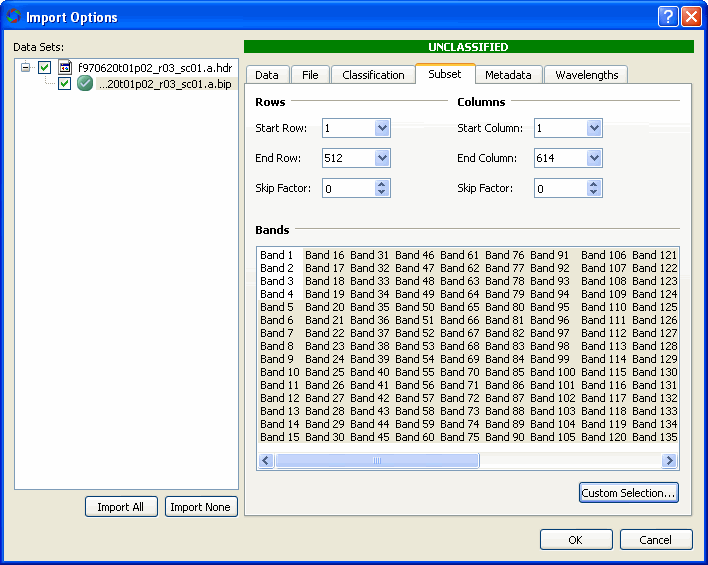 Import Options
Data Sets:
UNCLASSIFIED
f970620t01p02_r03_sc01.a.hdr
...20t01p02_r03_sc01.a.bip
Data File Classification Subset Metadata Wavelengths
Rows Columns
Start Row: 1 Start Column: 1
End Row: 512 End Column: 614
Skip Factor: 0 Skip Factor: 0
Bands
Band 1 Band 16 Band 31 Band 46 Band 61 Band 76 Band 91 Band 106 Band 121
Band 2 Band 17 Band 32 Band 47 Band 62 Band 77 Band 92 Band 107 Band 122
Band 3 Band 18 Band 33 Band 48 Band 63 Band 78 Band 93 Band 108 Band 123
Band 4 Band 19 Band 34 Band 49 Band 64 Band 79 Band 94 Band 109 Band 124
Band 5 Band 20 Band 35 Band 50 Band 65 Band 80 Band 95 Band 110 Band 125
Band 6 Band 21 Band 36 Band 51 Band 66 Band 81 Band 96 Band 111 Band 126
Band 7 Band 22 Band 37 Band 52 Band 67 Band 82 Band 97 Band 112 Band 127
Band 8 Band 23 Band 38 Band 53 Band 68 Band 83 Band 98 Band 113 Band 128
Band 9 Band 24 Band 39 Band 54 Band 69 Band 84 Band 99 Band 114 Band 129
Band 10 Band 25 Band 40 Band 55 Band 70 Band 85 Band 100 Band 115 Band 130
Band 11 Band 26 Band 41 Band 56 Band 71 Band 86 Band 101 Band 116 Band 131
Band 12 Band 27 Band 42 Band 57 Band 72 Band 87 Band 102 Band 117 Band 132
Band 13 Band 28 Band 43 Band 58 Band 73 Band 88 Band 103 Band 118 Band 133
Band 14 Band 29 Band 44 Band 59 Band 74 Band 89 Band 104 Band 119 Band 134
Band 15 Band 30 Band 45 Band 60 Band 75 Band 90 Band 105 Band 120 Band 135
Custom Selection...
Import All Import None
OK Cancel